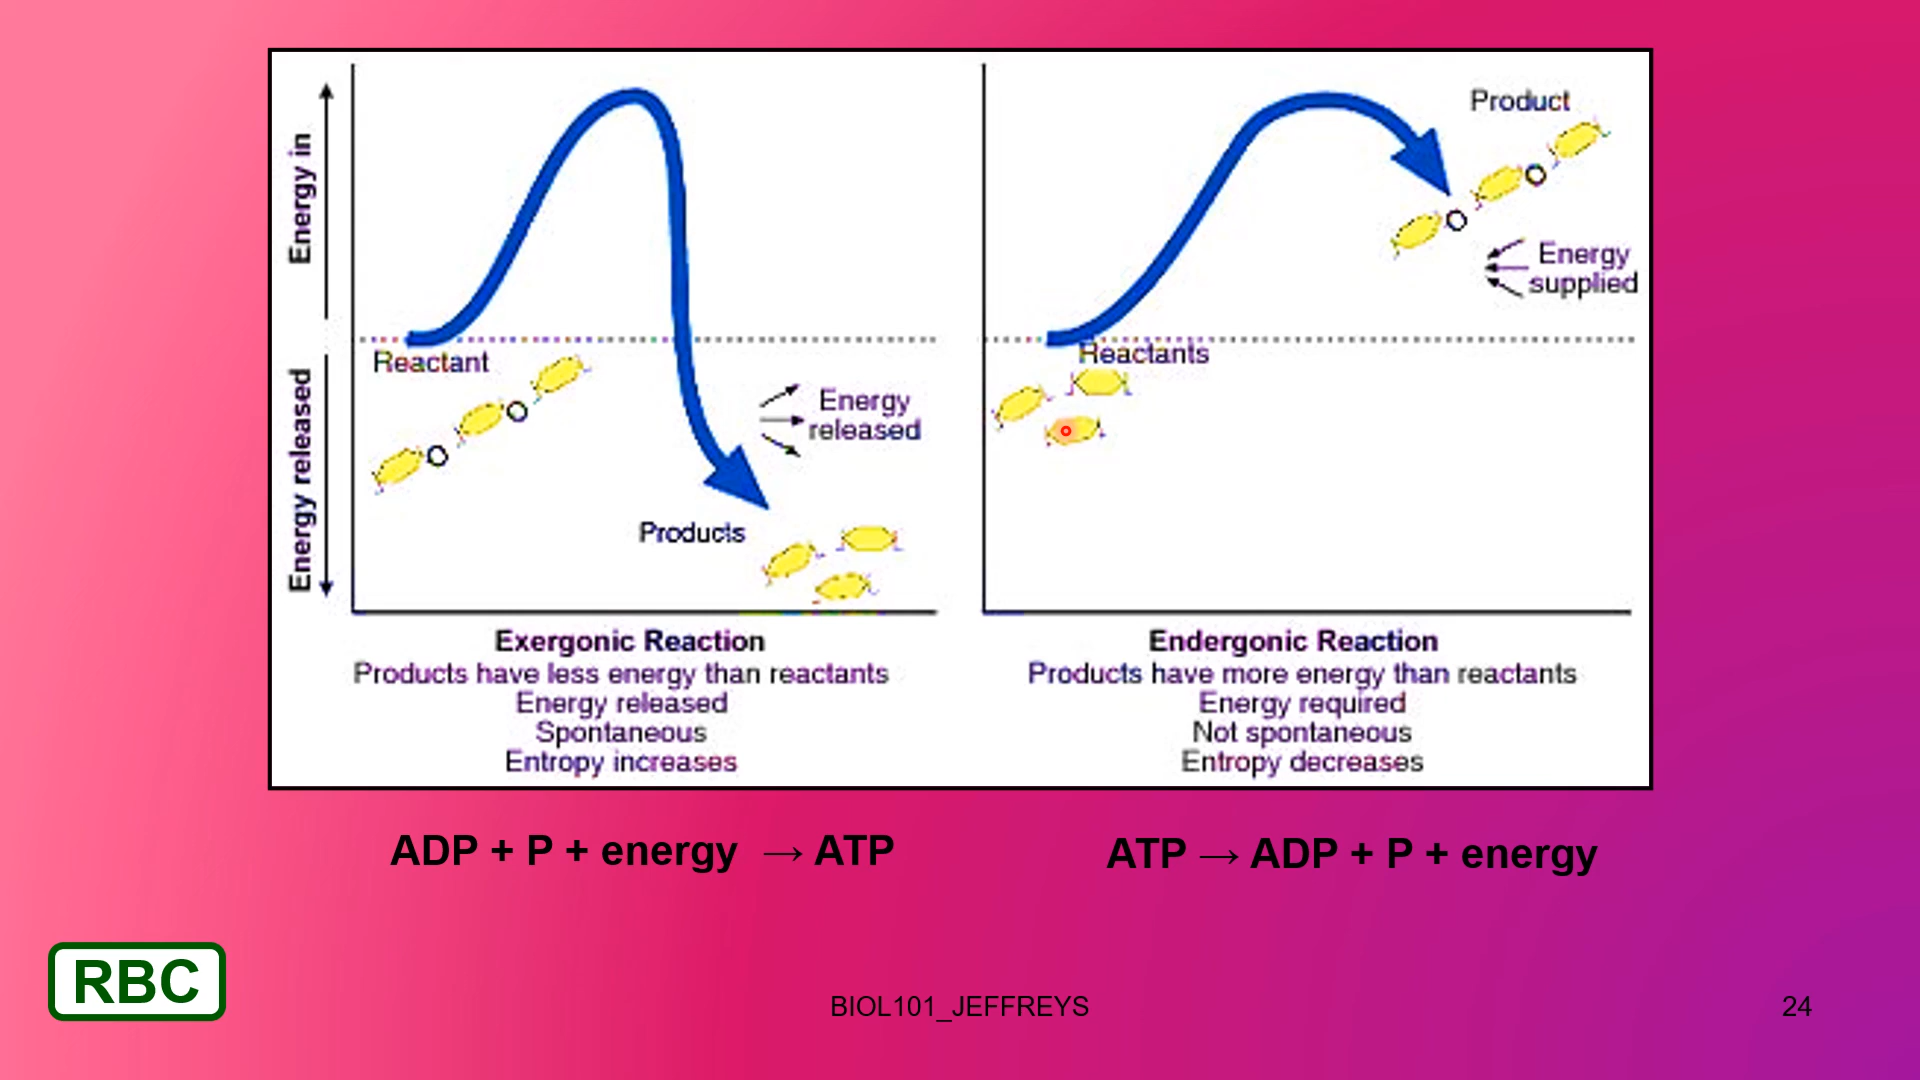 Energy in
Energy released
Reactant
Energy
released
Products
Product
Energy
supplied
Reactants
Exergonic Reaction
Products have less energy than reactants
Energy released
Spontaneous
Entropy increases
Endergonic Reaction
Products have more energy than reactants
Energy required
Not spontaneous
Entropy decreases
ADP + P + energy → ATP
ATP → ADP + P + energy
RBC
BIOL101_JEFFREYS
24